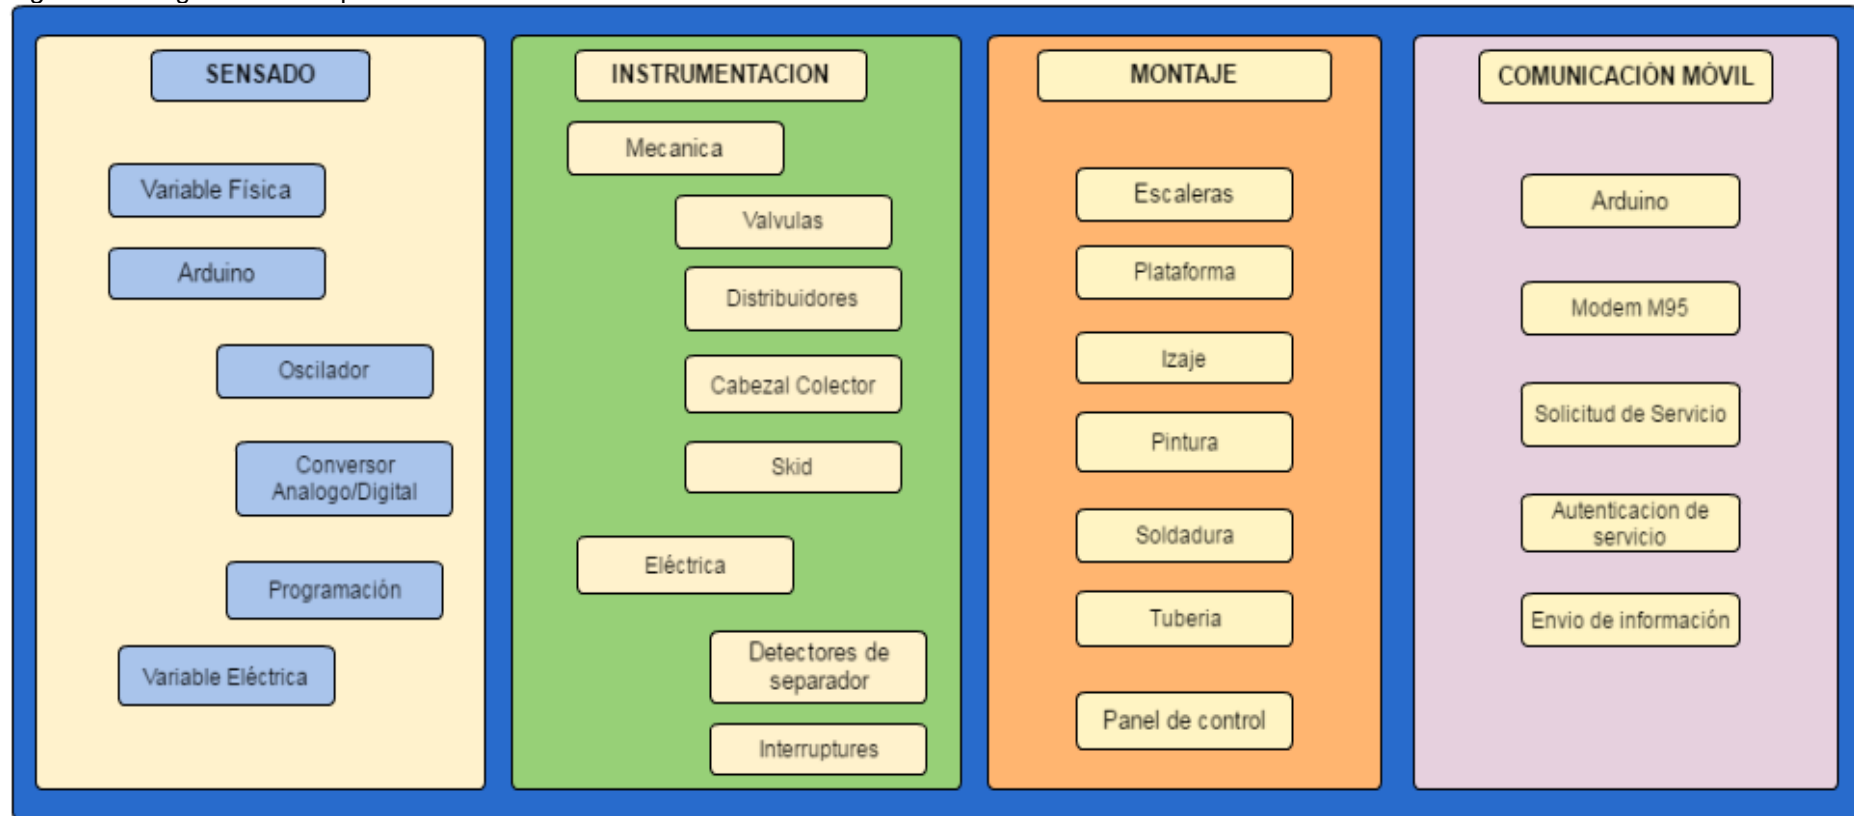 SENSADO
Variable Física
Arduino
Oscilador
Conversor
Analogo/Digital
Programación
Variable Eléctrica
INSTRUMENTACION
Mecanica
Valvulas
Distribuidores
Cabezal Colector
Skid
Eléctrica
Detectores de
separador
Interruptures
MONTAJE
Escaleras
Plataforma
Izaje
Pintura
Soldadura
Tuberia
Panel de control
COMUNICACIÓN MÓVIL
Arduino
Modem M95
Solicitud de Servicio
Autenticacion de
servicio
Envio de información